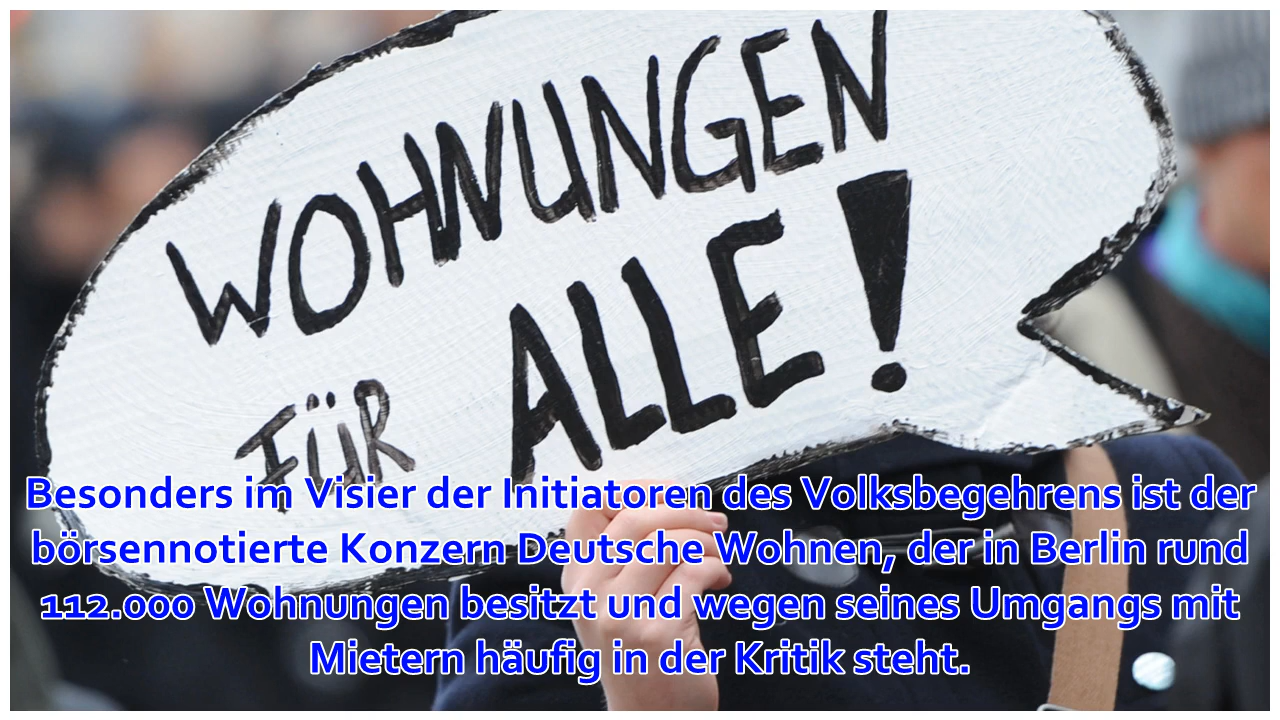 WOHNUNGEN
FÜR ALLE!
Besonders im Visier der Initiatoren des Volksbegehrens ist der
börsennotierte Konzern Deutsche Wohnen, der in Berlin rund
112.000 Wohnungen besitzt und wegen seines Umgangs mit
Mietern häufig in der Kritik steht.